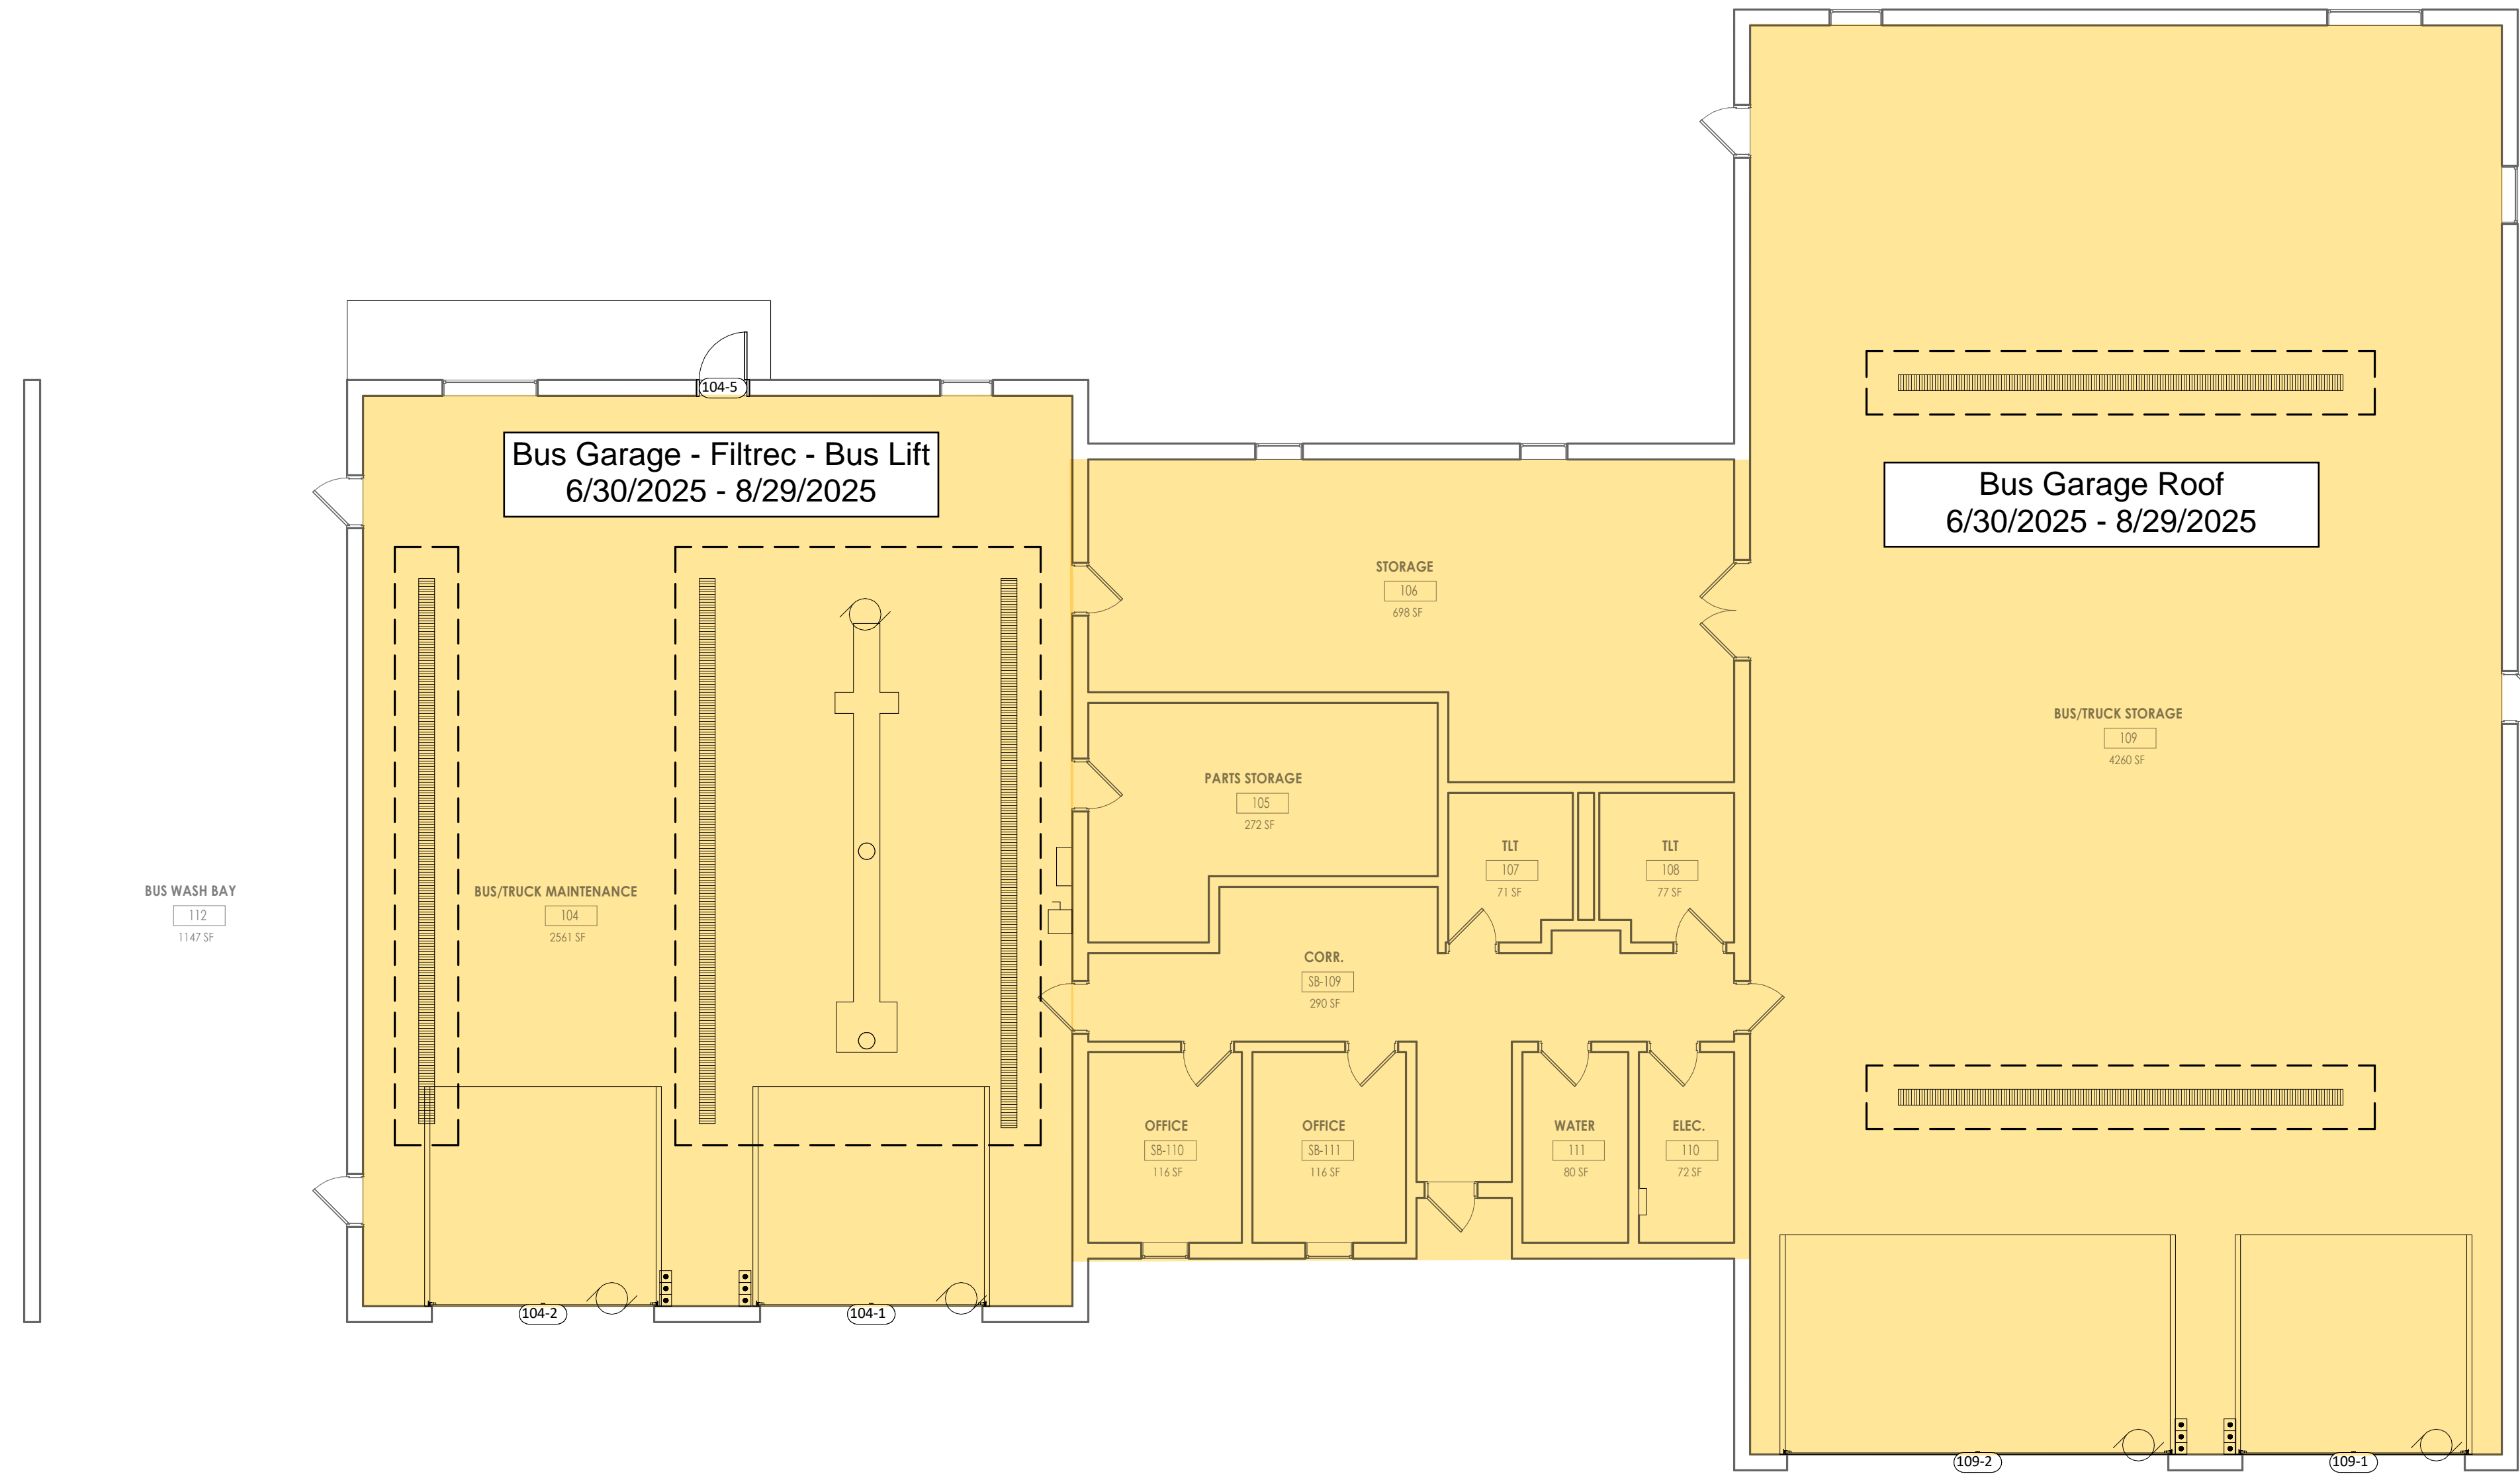 104-5
Bus Garage - Filtrec - Bus Lift
6/30/2025 - 8/29/2025
Bus Garage Roof
6/30/2025 - 8/29/2025
STORAGE
106
698 SF
BUS/TRUCK STORAGE
109
4260 SF
PARTS STORAGE
105
272 SF
TLT
107
71 SF
TLT
108
77 SF
BUS WASH BAY
112
1147 SF
BUS/TRUCK MAINTENANCE
104
2561 SF
CORR.
SB-109
290 SF
OFFICE
SB-110
116 SF
OFFICE
SB-111
116 SF
WATER
111
80 SF
ELEC.
110
72 SF
104-2
104-1
109-2
109-1